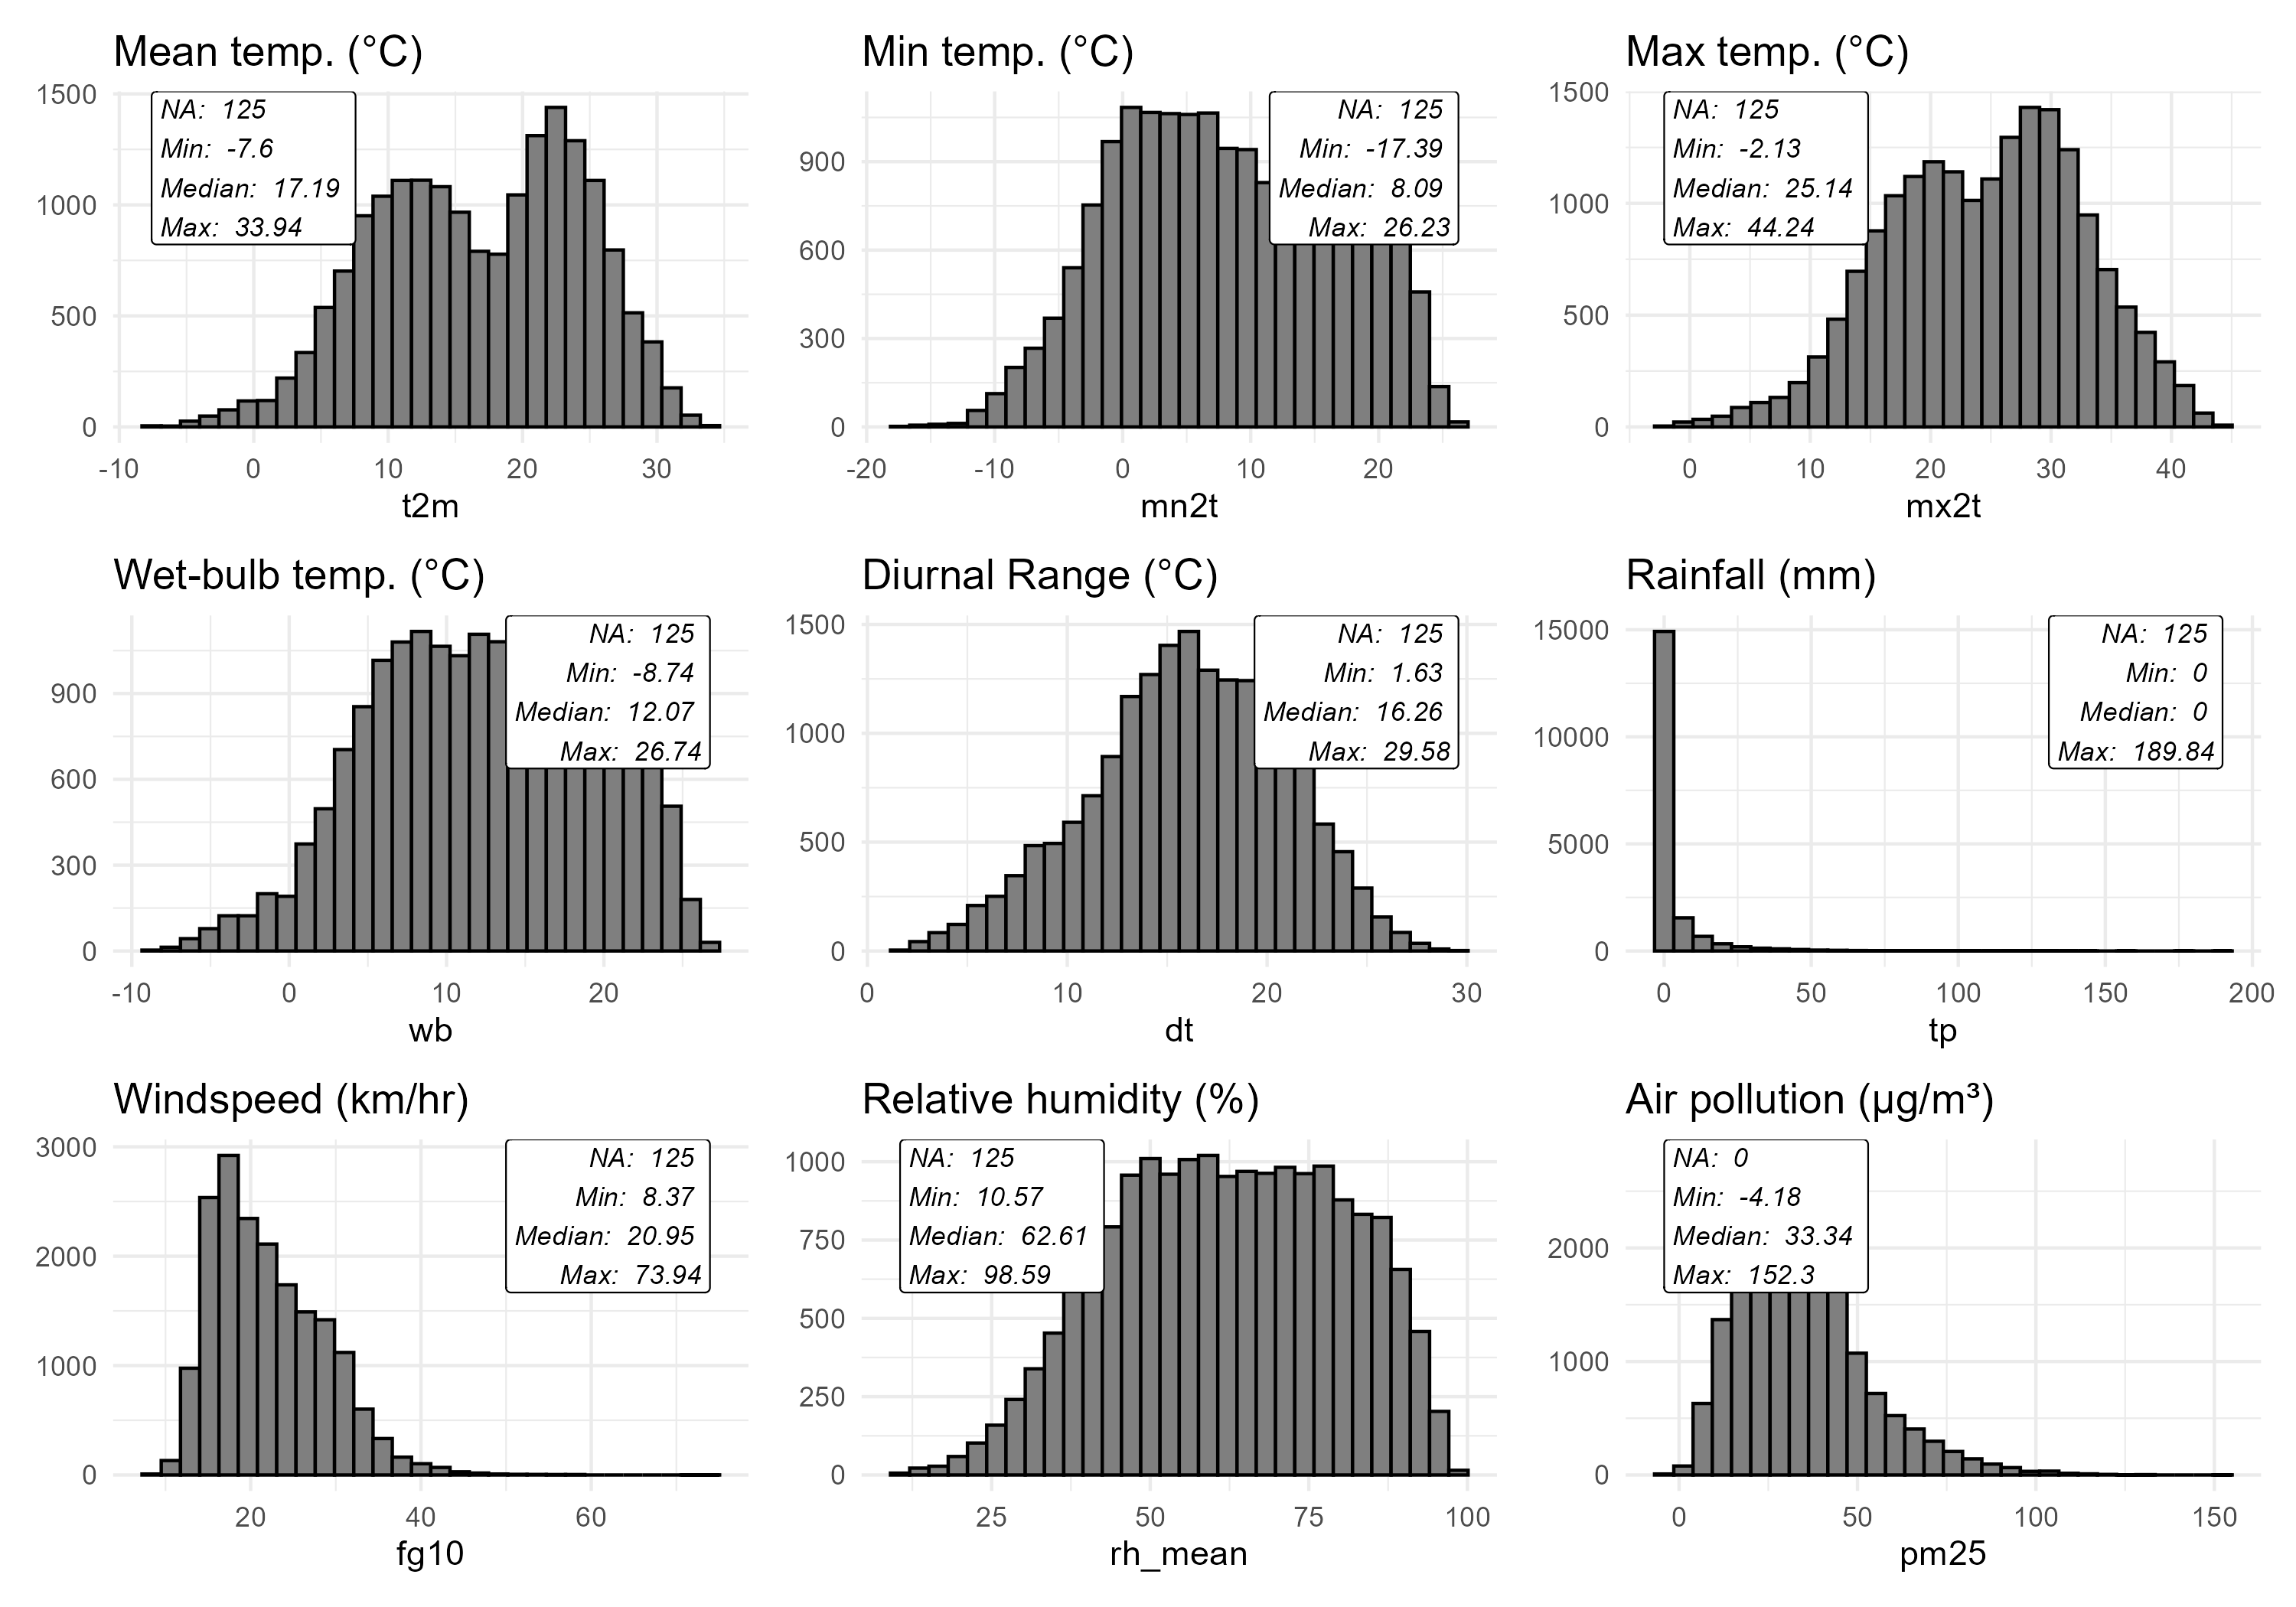 Mean temp. (°C)
1500
1000
500
0
NA: 125
Min: -7.6
Median: 17.19
Max: 33.94
-10 0 10 20 30
t2m
Min temp. (°C)
900
600
300
0
NA: 125
Min: -17.39
Median: 8.09
Max: 26.23
-20 -10 0 10 20
mn2t
Max temp. (°C)
1500
1000
500
0
NA: 125
Min: -2.13
Median: 25.14
Max: 44.24
0 10 20 30 40
mx2t
Wet-bulb temp. (°C)
900
600
300
0
NA: 125
Min: -8.74
Median: 12.07
Max: 26.74
-10 0 10 20
wb
Diurnal Range (°C)
1500
1000
500
0
NA: 125
Min: 1.63
Median: 16.26
Max: 29.58
0 10 20 30
dt
Rainfall (mm)
15000
10000
5000
0
NA: 125
Min: 0
Median: 0
Max: 189.84
0 50 100 150 200
tp
Windspeed (km/hr)
3000
2000
1000
0
NA: 125
Min: 8.37
Median: 20.95
Max: 73.94
20 40 60
fg10
Relative humidity (%)
1000
750
500
250
0
NA: 125
Min: 10.57
Median: 62.61
Max: 98.59
25 50 75 100
rh_mean
Air pollution (µg/m³)
2000
1000
0
NA: 0
Min: -4.18
Median: 33.34
Max: 152.3
0 50 100 150
pm25